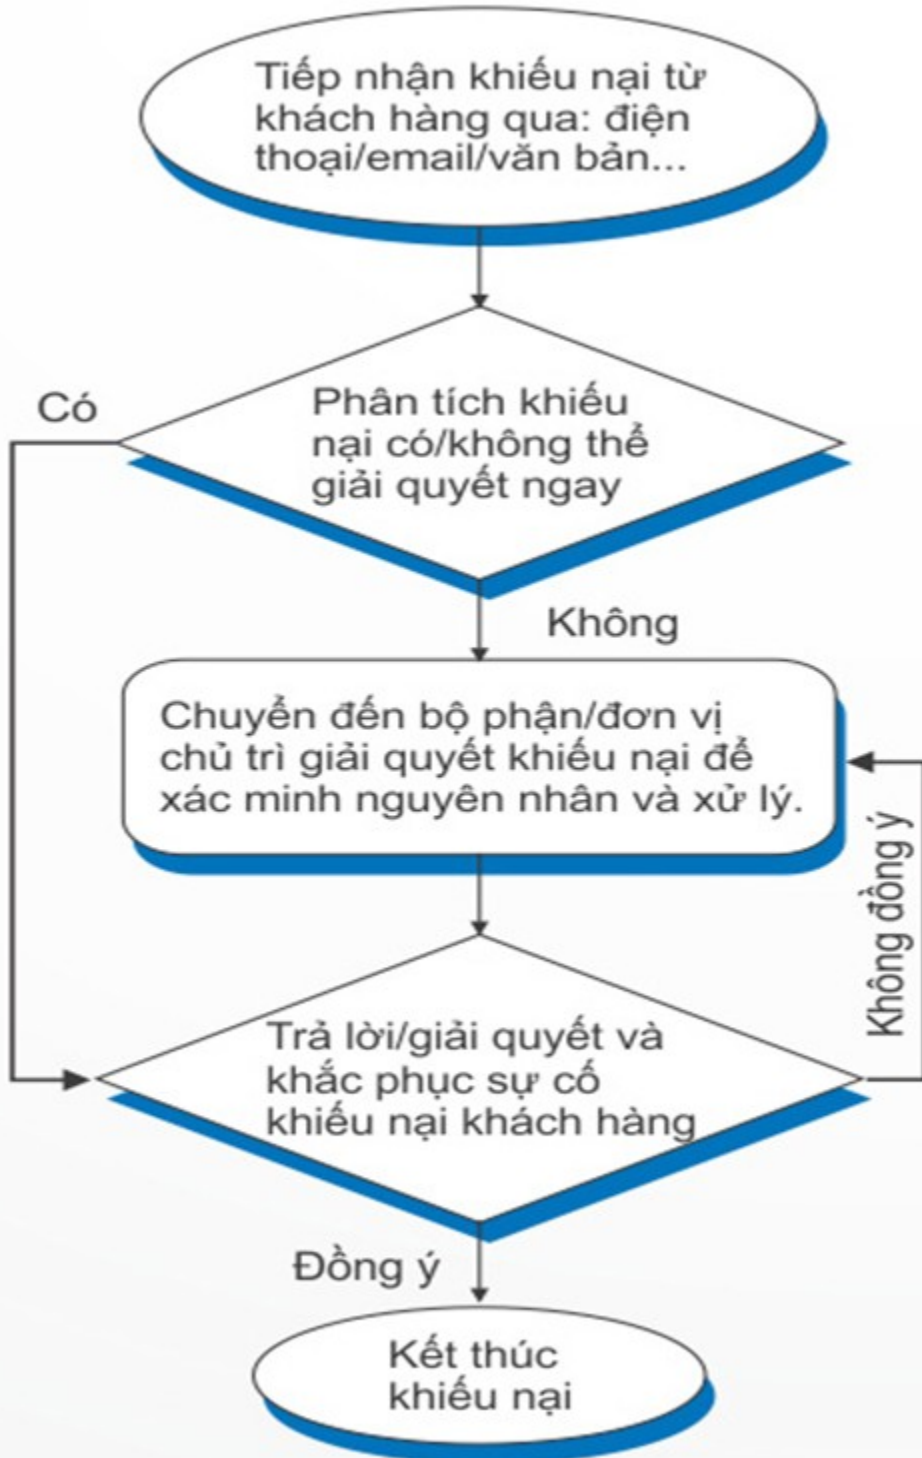 Tiếp nhận khiếu nại từ
khách hàng qua: điện
thoại/email/văn bản...
Có
Phân tích khiếu
nại có/không thể
giải quyết ngay
Không
Chuyển đến bộ phận/đơn vị
chủ trì giải quyết khiếu nại để
xác minh nguyên nhân và xử lý.
Không đồng ý
Trả lời/giải quyết và
khắc phục sự cố
khiếu nại khách hàng
Đồng ý
Kết thúc
khiếu nại